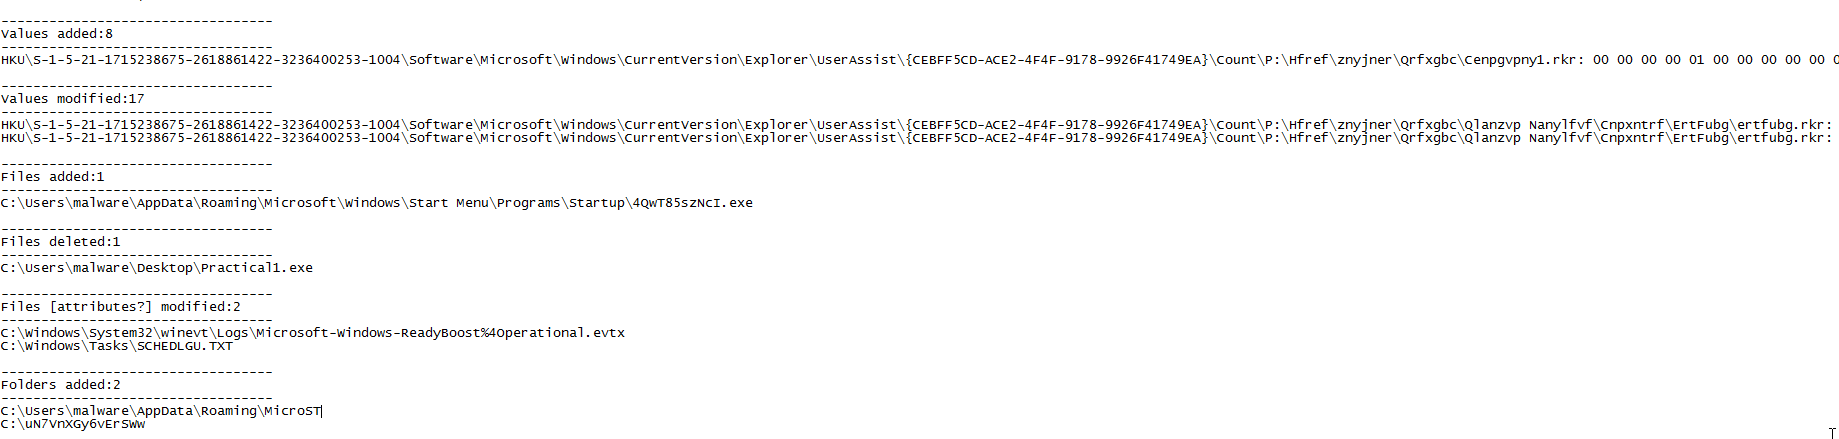 ----------------------------------
Values added:8
----------------------------------
HKU\S-1-5-21-1715238675-2618861422-3236400253-1004\Software\Microsoft\Windows\CurrentVersion\Explorer\UserAssist\{CEBFF5CD-ACE2-4F4F-9178-9926F41749EA}\Count\P:\Hfref\znyjner\Qrfxgbc\Cenpgvpny1.rkr: 00 00 00 00 01 00 00 00 00 00 0
----------------------------------
Values modified:17
----------------------------------
HKU\S-1-5-21-1715238675-2618861422-3236400253-1004\Software\Microsoft\Windows\CurrentVersion\Explorer\UserAssist\{CEBFF5CD-ACE2-4F4F-9178-9926F41749EA}\Count\P:\Hfref\znyjner\Qrfxgbc\Qlanzvp Nanylfvf\Cnpxntrf\ErtFubg\ertfubg.rkr:
HKU\S-1-5-21-1715238675-2618861422-3236400253-1004\Software\Microsoft\Windows\CurrentVersion\Explorer\UserAssist\{CEBFF5CD-ACE2-4F4F-9178-9926F41749EA}\Count\P:\Hfref\znyjner\Qrfxgbc\Qlanzvp Nanylfvf\Cnpxntrf\ErtFubg\ertfubg.rkr:
----------------------------------
Files added:1
----------------------------------
C:\Users\malware\AppData\Roaming\Microsoft\Windows\Start Menu\Programs\Startup\4QwT85szNcI.exe
----------------------------------
Files deleted:1
----------------------------------
C:\Users\malware\Desktop\Practical1.exe
----------------------------------
Files [attributes?] modified:2
----------------------------------
C:\Windows\System32\winevt\Logs\Microsoft-Windows-ReadyBoost%4Operational.evtx
C:\Windows\Tasks\SCHEDLGU.TXT
----------------------------------
Folders added:2
----------------------------------
C:\Users\malware\AppData\Roaming\MicroST
C:\uN7VnXGy6vErSWw